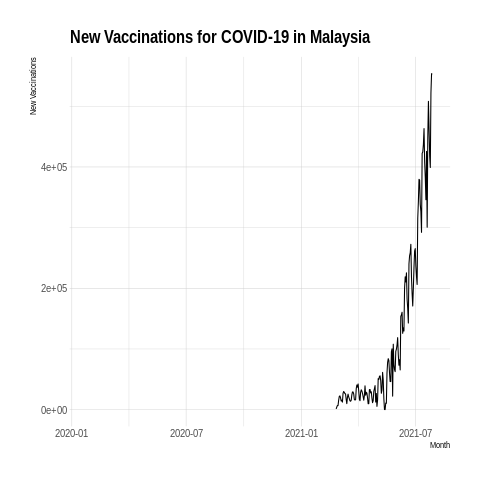 New Vaccinations for COVID-19 in Malaysia
New Vaccinations
4e+05
2e+05
0e+00
2020-01 2020-07 2021-01 2021-07
Month